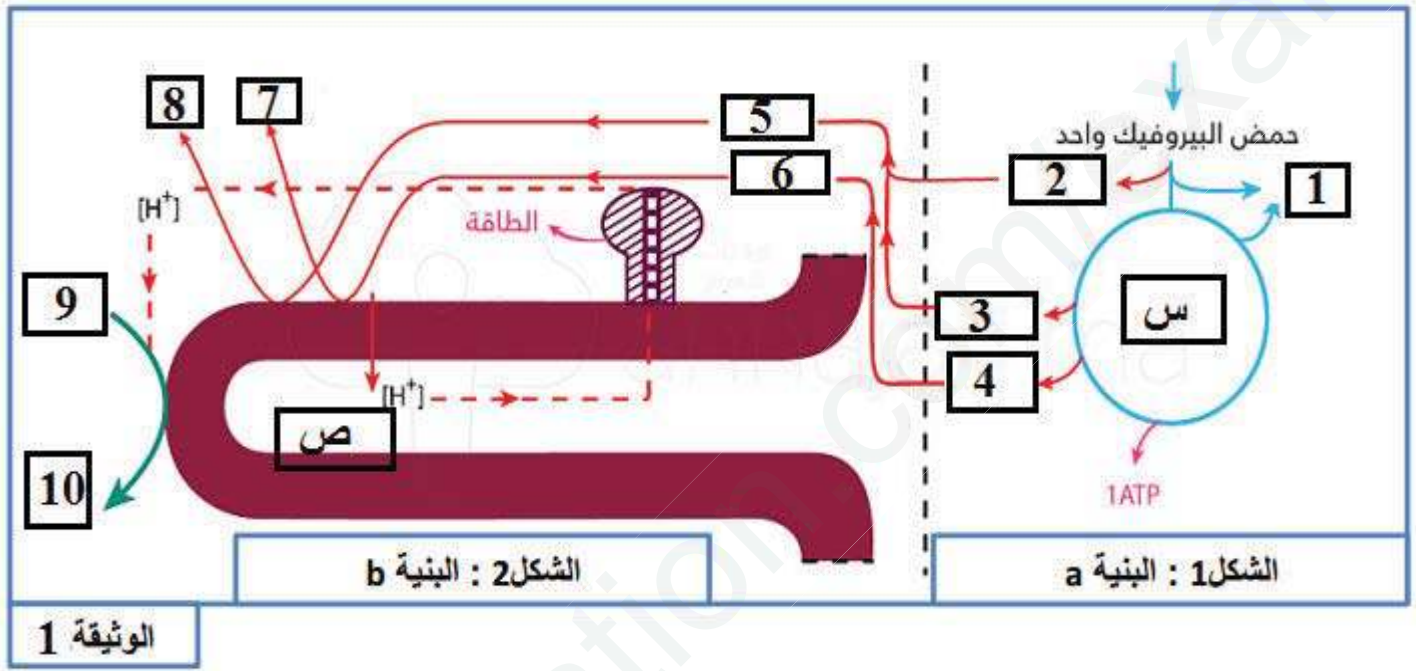 8
7
5
حمض البيروفيك واحد
6
2
1
[H⁺]
الطاقة
9
3
س
4
[H⁺]
ص
10
1ATP
الشكل2 : البنية b
الشكل1 : البنية a
الوثيقة 1